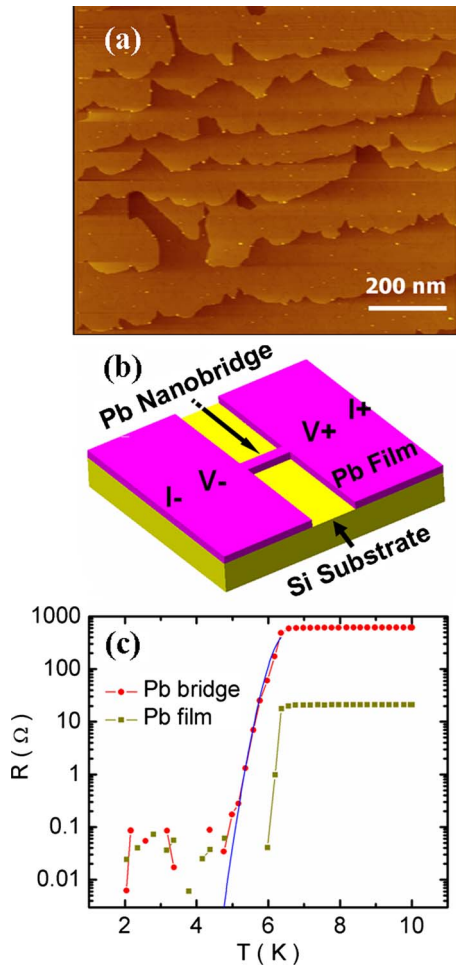 (a)
200 nm
(b)
Pb Nanobridge
I+
V+
Pb Film
V-
I-
Si Substrate
1000
(c)
100
Pb bridge
Pb film
10
1
0.1
0.01
R ( Ω )
2 4 6 8 10
T ( K )